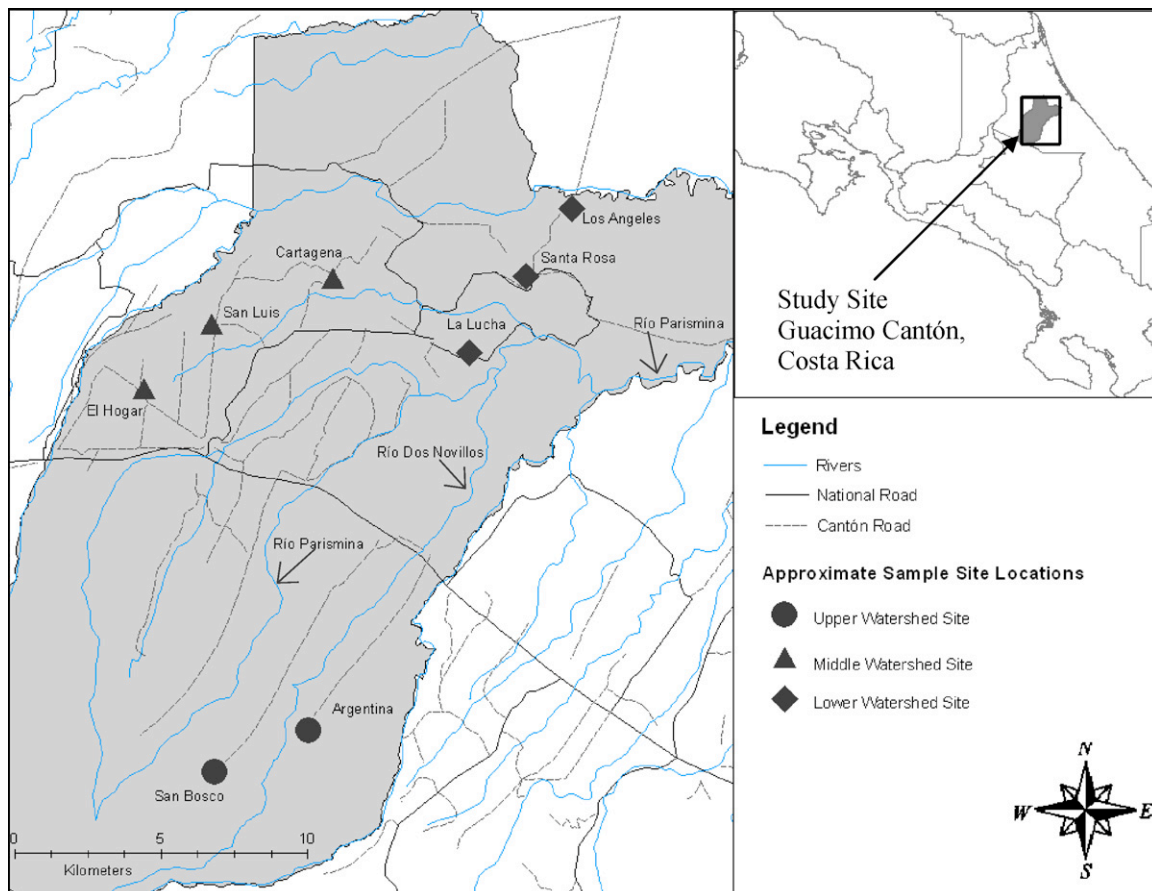 Los Angeles
Cartagena
Santa Rosa
San Luis
La Lucha
Río Parismina
El Hogar
Río Dos Novillos
Río Parismina
Argentina
San Bosco
0 5 10
Kilometers
Study Site
Guacimo Cantón,
Costa Rica
Legend
Rivers
National Road
Cantón Road
Approximate Sample Site Locations
Upper Watershed Site
Middle Watershed Site
Lower Watershed Site
N
W E
S